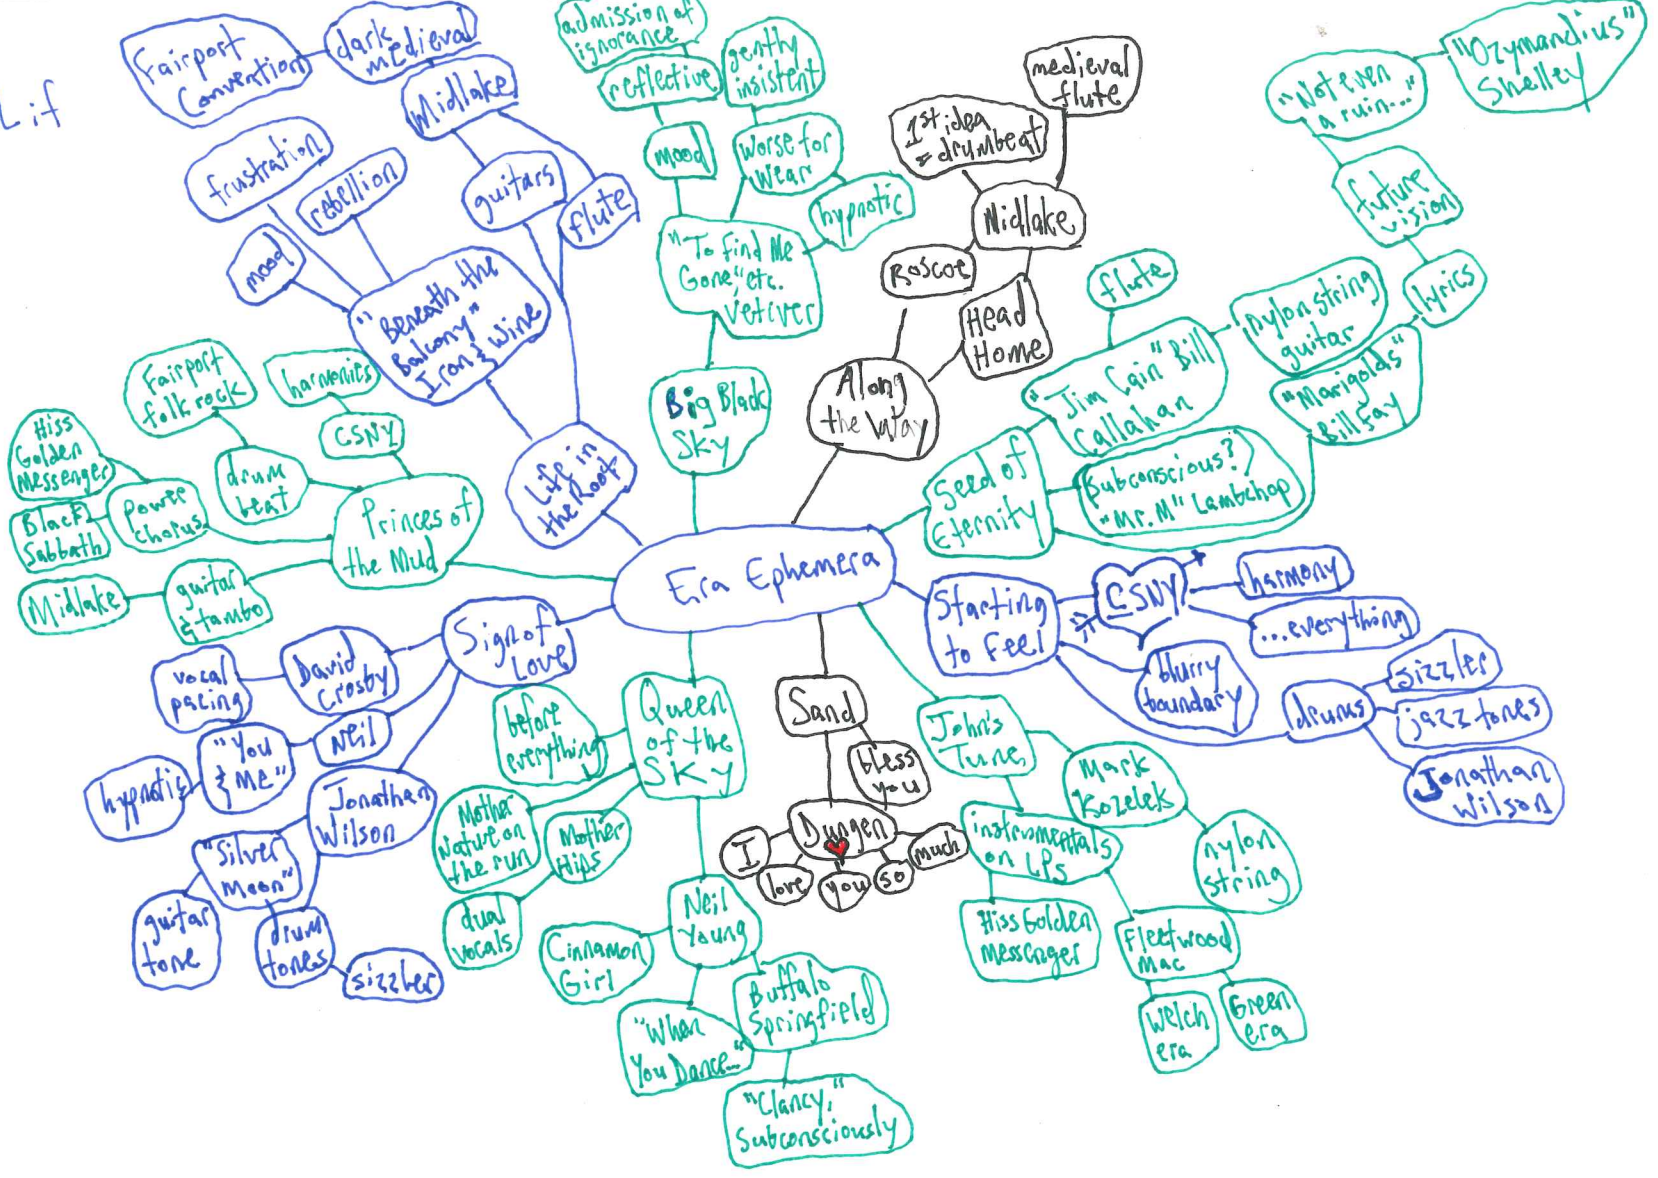 Lif
Fairport
Convention
dark
medieval
Midlake
guitars
flute
frustration
rebellion
mood
"Beneath the
Balcony"
Iron & Wine
Life in
the Root
admission of
ignorance
reflective
mood
gently
insistent
Worse for
Wear
hypnotic
"To Find Me
Gone," etc.
Vetiver
Big Black
Sky
medieval
flute
1st idea
= drumbeat
Midlake
Roscoe
Head
Home
Along
the Way
"Ozymandius"
Shelley
"Not even
a ruin..."
future
vision
lyrics
flute
nylon string
guitar
"Jim Cain" Bill
Callahan
"Marigolds"
Bill Fay
Subconscious?
"Mr. M" Lambchop
Seed of
Eternity
Fairport
folk rock
harmonies
CSNY
drum
beat
Hiss
Golden
Messenger
Black
Sabbath
Power
chorus
Midlake
guitar
& tambo
Princes of
the Mud
Era Ephemera
Starting
to Feel
CSNY
harmony
...everything
blurry
boundary
drums
sizzler
jazz tones
Jonathan
Wilson
Sign of
Love
David
Crosby
vocal
pacing
Neil
"You
& Me"
hypnotic
Jonathan
Wilson
"Silver
Moon"
guitar
tone
drum
tones
sizzler
Queen
of the
Sky
before
everything
Mother
Nature on
the run
Mother
Hips
dual
vocals
Neil
Young
Cinnamon
Girl
"When
You Dance..."
Buffalo
Springfield
"Clancy,"
Subconsciously
Sand
bless
you
Dungen
I
love
you
so
much
John's
Tune
Mark
Kozelek
nylon
string
instrumentals
on LPs
Hiss Golden
Messenger
Fleetwood
Mac
Welch
era
Green
era